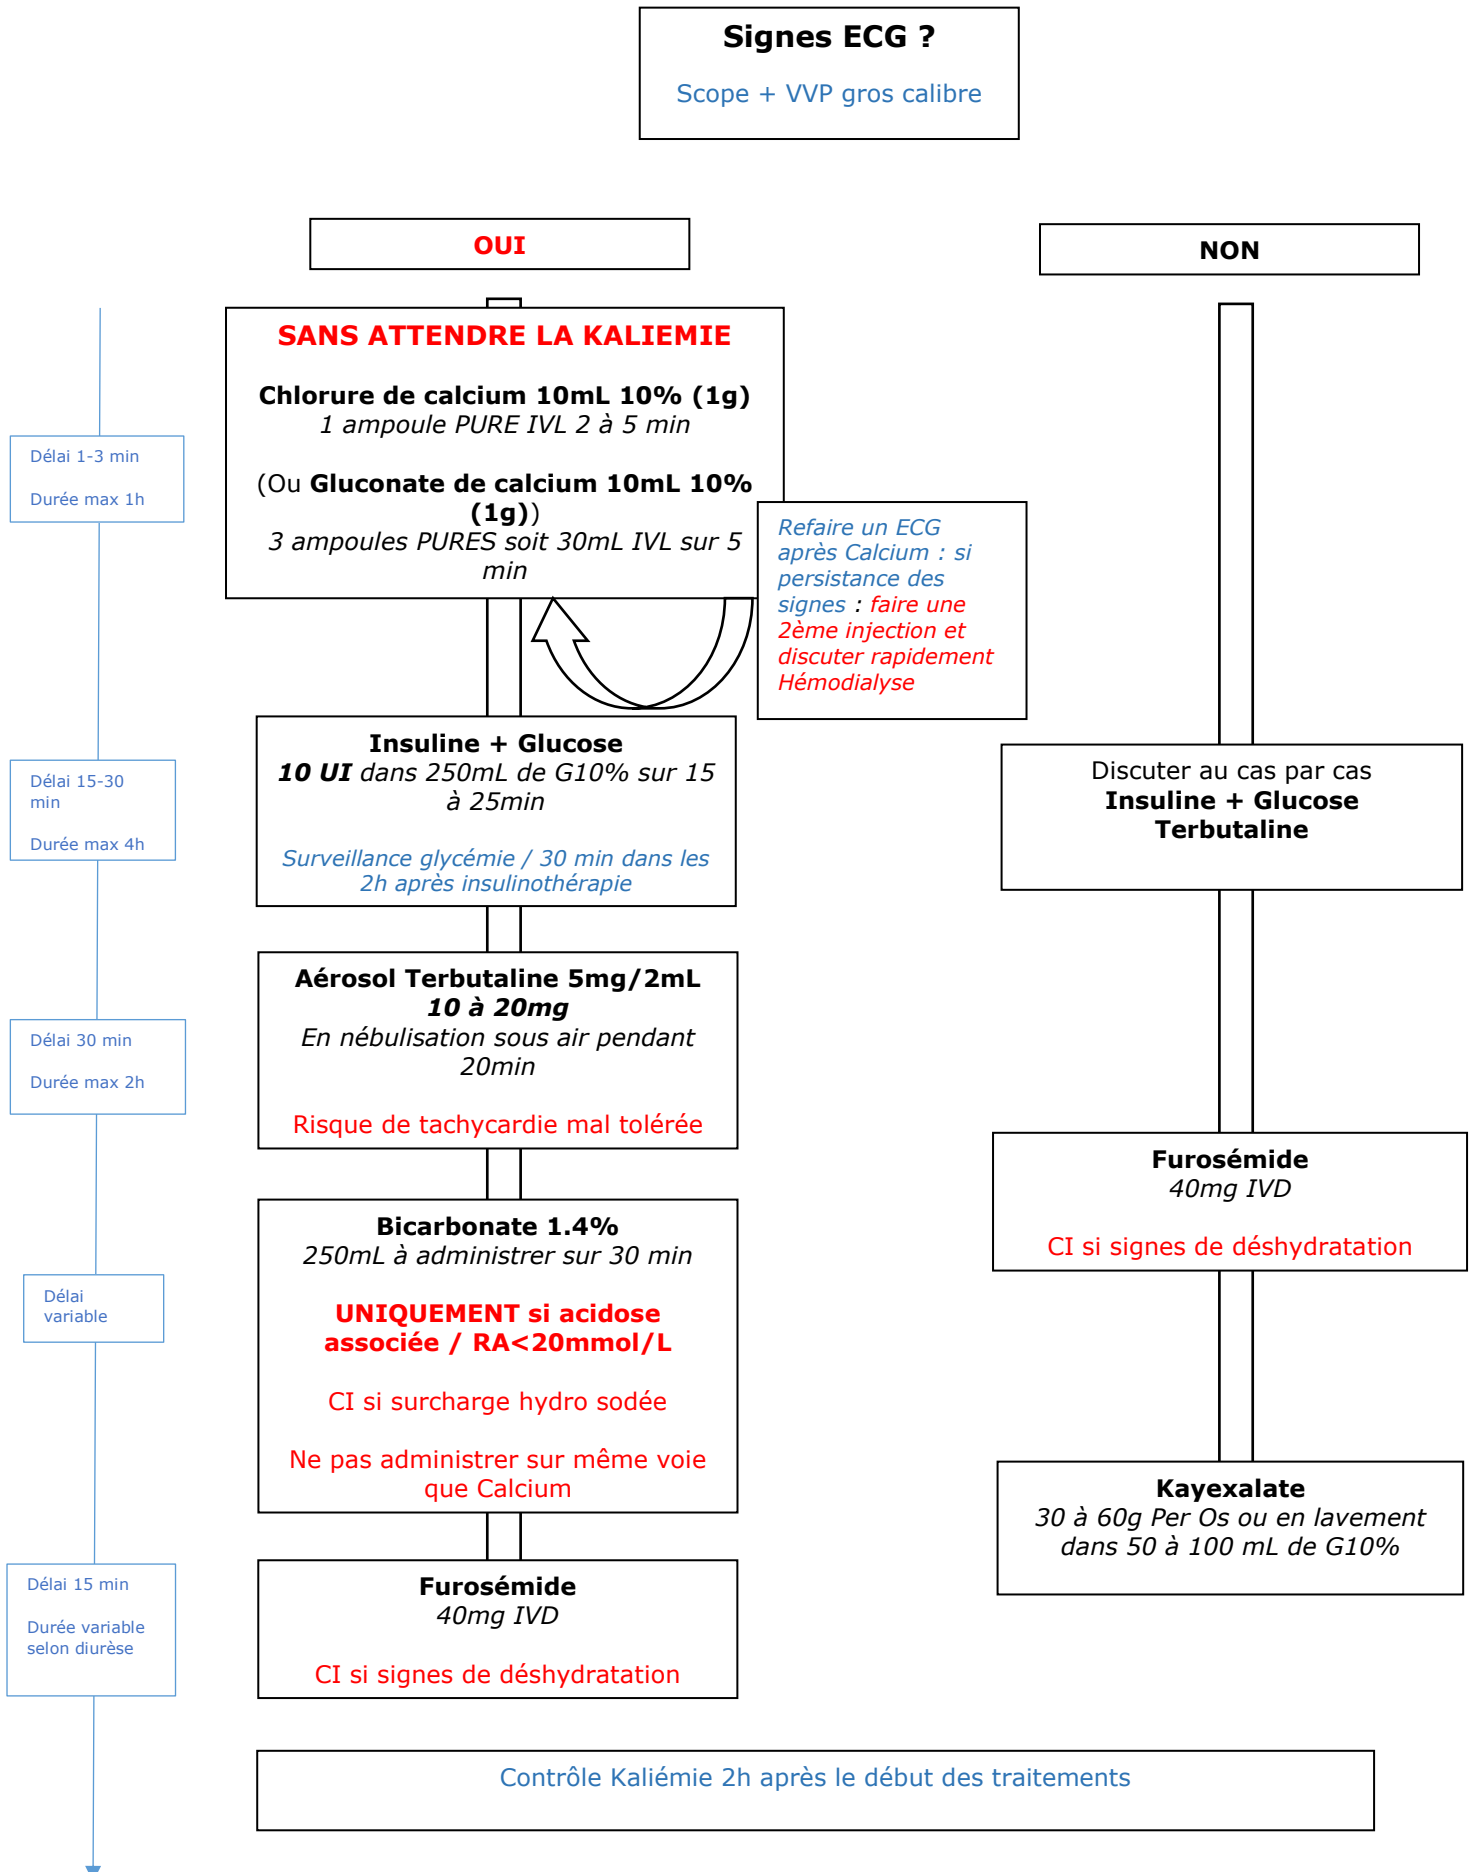 Signes ECG ?
Scope + VVP gros calibre
OUI
NON
SANS ATTENDRE LA KALIEMIE
Chlorure de calcium 10mL 10% (1g)
1 ampoule PURE IVL 2 à 5 min
(Ou Gluconate de calcium 10mL 10%
(1g))
3 ampoules PURES soit 30mL IVL sur 5
min
Délai 1-3 min
Durée max 1h
Refaire un ECG
après Calcium : si
persistance des
signes : faire une
2ème injection et
discuter rapidement
Hémodialyse
Insuline + Glucose
10 UI dans 250mL de G10% sur 15
à 25min
Surveillance glycémie / 30 min dans les
2h après insulinothérapie
Délai 15-30
min
Durée max 4h
Discuter au cas par cas
Insuline + Glucose
Terbutaline
Aérosol Terbutaline 5mg/2mL
10 à 20mg
En nébulisation sous air pendant
20min
Risque de tachycardie mal tolérée
Délai 30 min
Durée max 2h
Furosémide
40mg IVD
CI si signes de déshydratation
Bicarbonate 1.4%
250mL à administrer sur 30 min
UNIQUEMENT si acidose
associée / RA<20mmol/L
CI si surcharge hydro sodée
Ne pas administrer sur même voie
que Calcium
Délai
variable
Kayexalate
30 à 60g Per Os ou en lavement
dans 50 à 100 mL de G10%
Furosémide
40mg IVD
CI si signes de déshydratation
Délai 15 min
Durée variable
selon diurèse
Contrôle Kaliémie 2h après le début des traitements